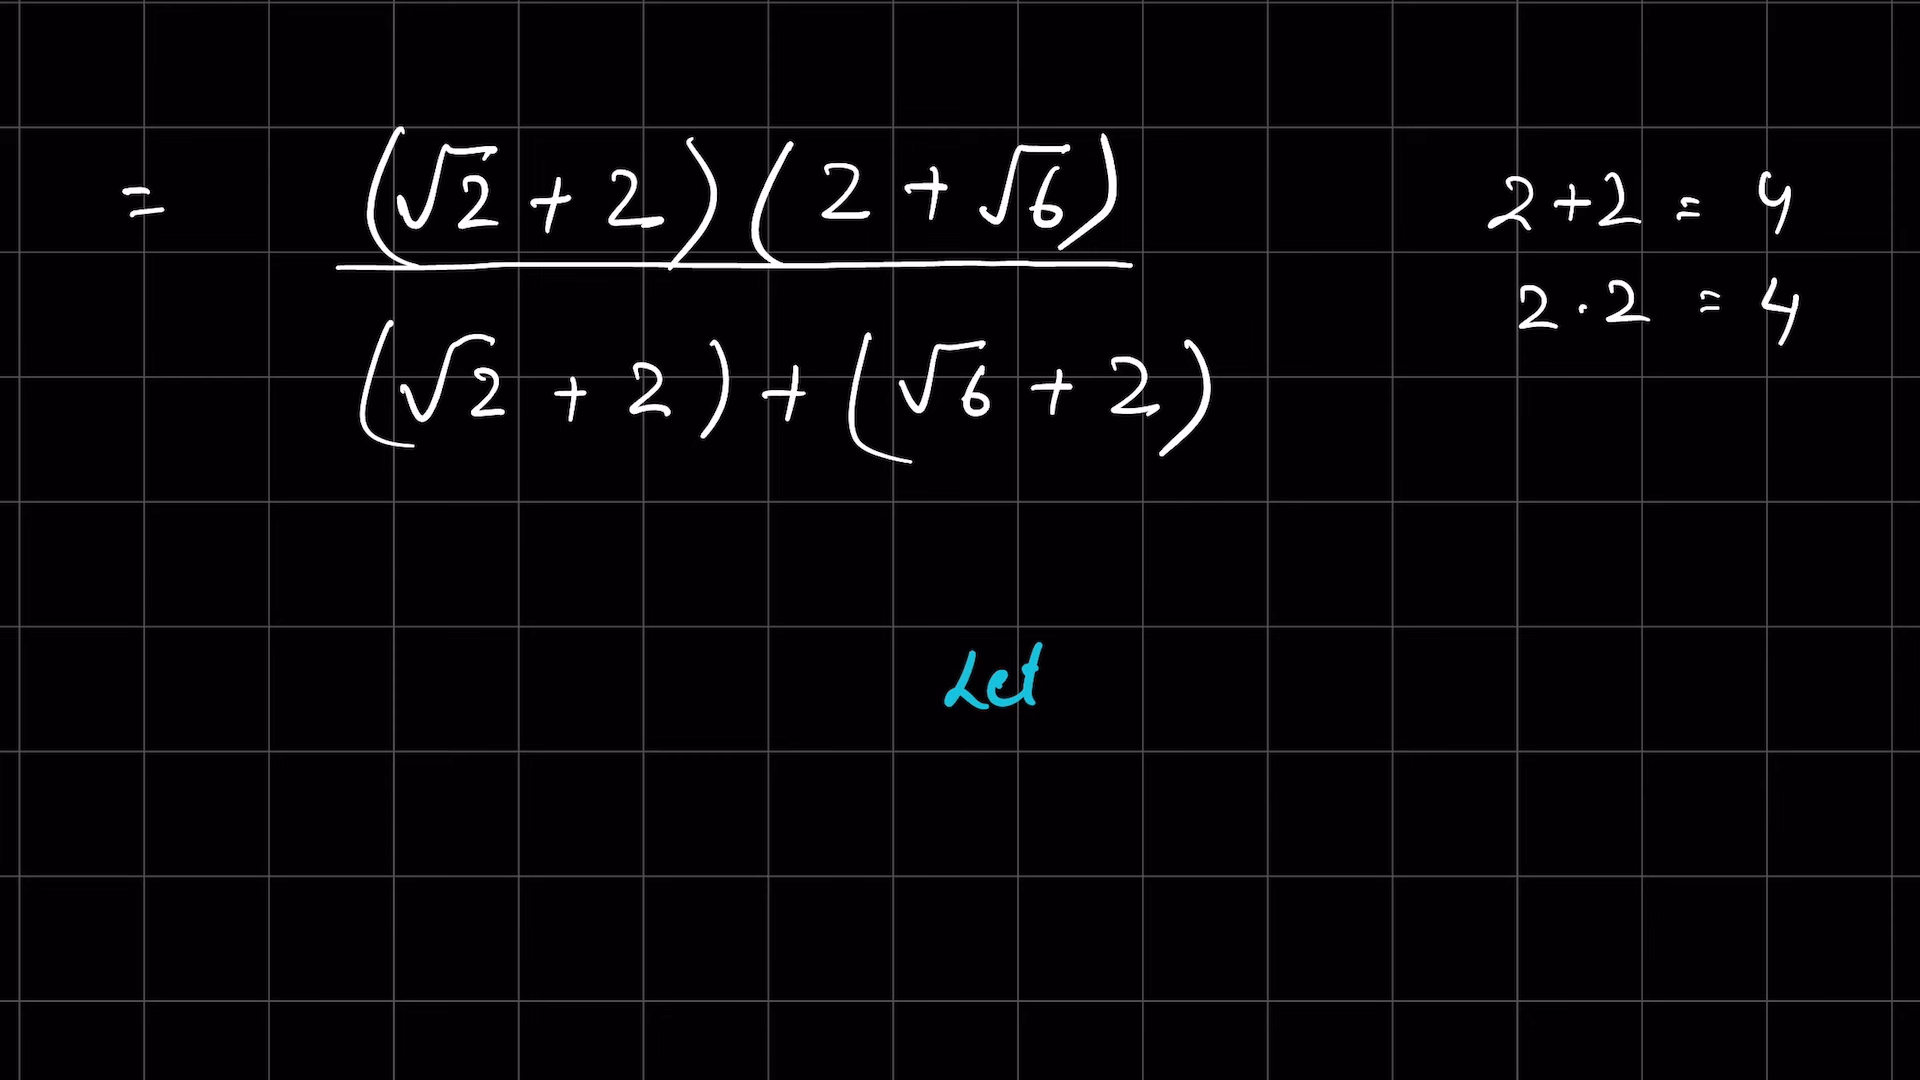 = (√2 + 2) (2 + √6)
2+2 = 4
2·2 = 4
(√2 + 2) + (√6 + 2)
Let